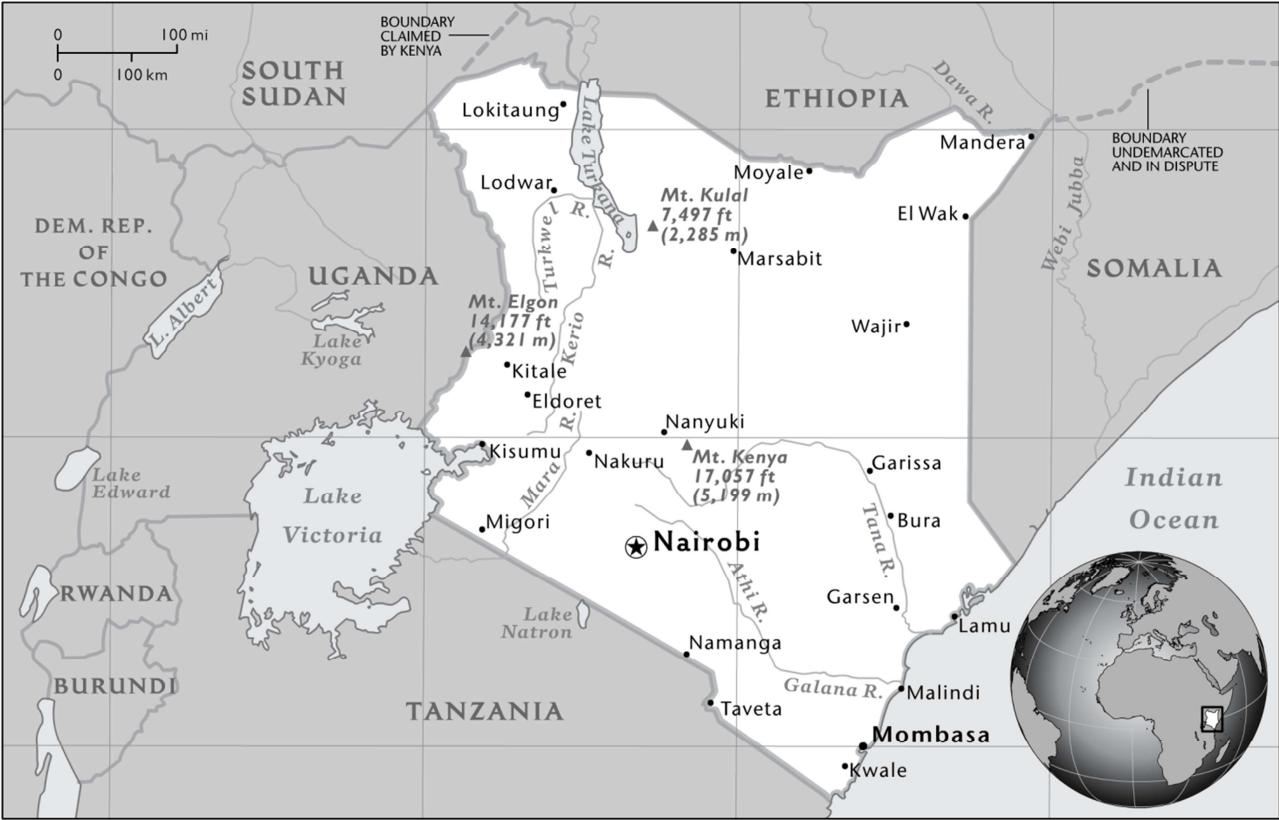 0 100 mi
0 100 km
BOUNDARY
CLAIMED
BY KENYA
SOUTH
SUDAN
ETHIOPIA
Dawa R.
Lokitaung
Lake Turkana
Mandera
BOUNDARY
UNDEMARCATED
AND IN DISPUTE
Moyale
Lodwar
Mt. Kulal
7,497 ft
(2,285 m)
El Wak
Webi Jubba
DEM. REP.
OF
THE CONGO
Turkwel R.
Marsabit
SOMALIA
UGANDA
L. Albert
Mt. Elgon
14,177 ft
(4,321 m)
Kerio R.
Wajir
Lake
Kyoga
Kitale
Eldoret
Nanyuki
Kisumu
Nakuru
Mt. Kenya
17,057 ft
(5,199 m)
Garissa
Lake
Edward
Lake
Victoria
Mara R.
Indian
Ocean
Migori
Bura
Tana R.
Nairobi
Athi R.
RWANDA
Garsen
Lake
Natron
Lamu
Namanga
BURUNDI
Galana R.
Malindi
TANZANIA
Taveta
Mombasa
Kwale